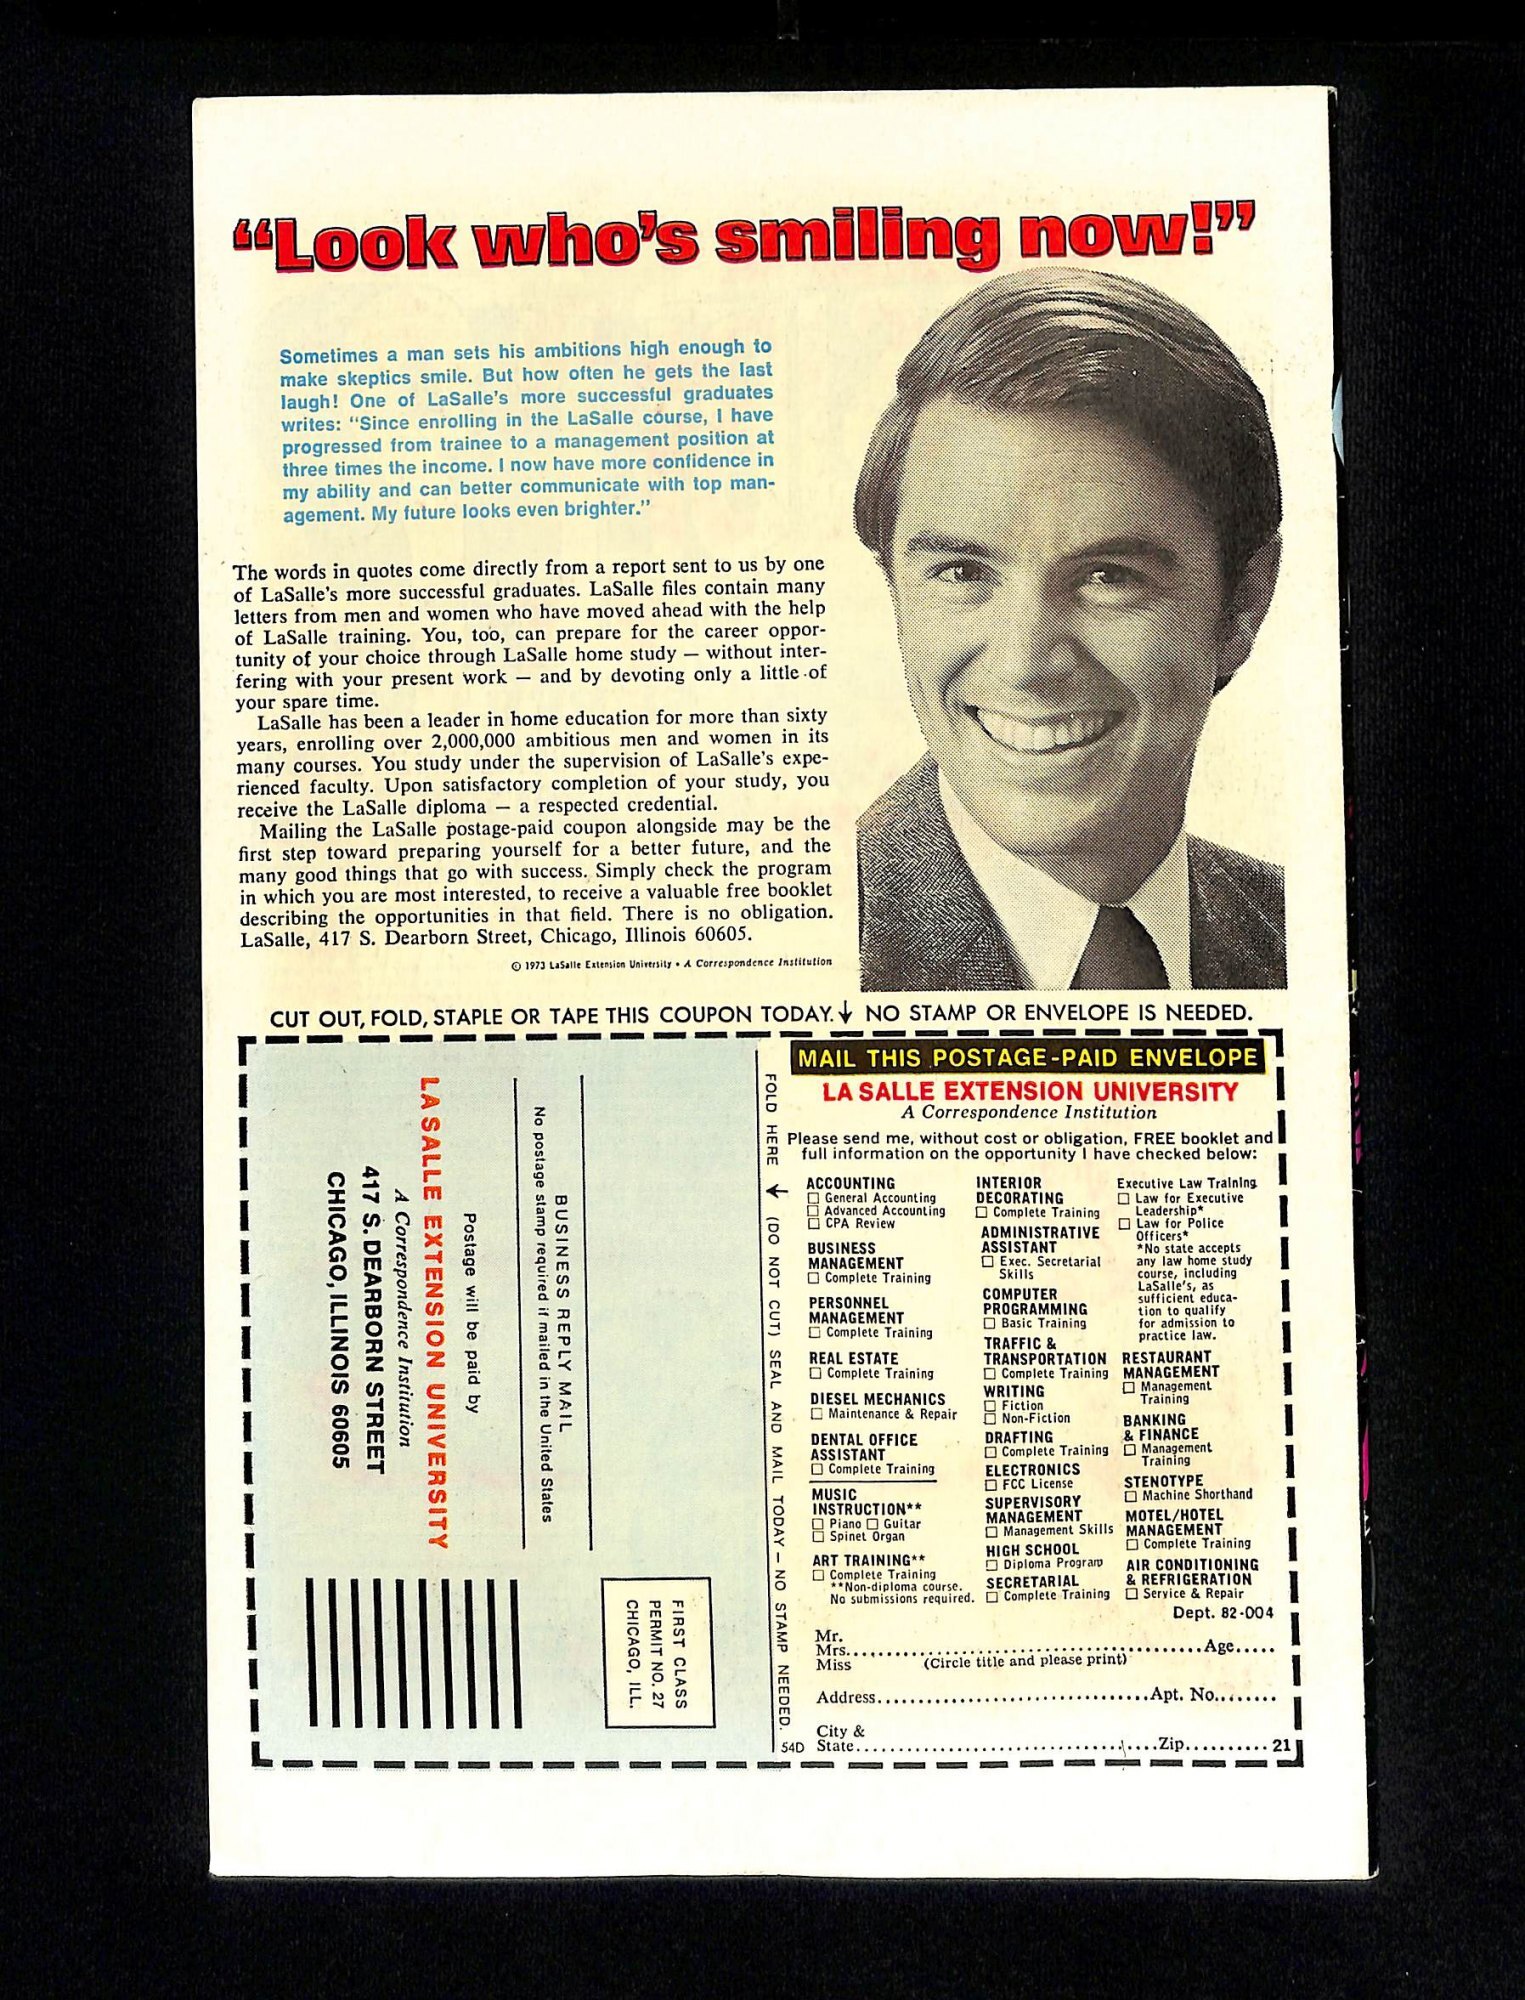 “Look who’s smiling now!”
Sometimes a man sets his ambitions high enough to
make skeptics smile. But how often he gets the last
laugh! One of LaSalle's more successful graduates
writes: “Since enrolling in the LaSalle course, I have
progressed from trainee to a management position at
three times the income. I now have more confidence in
my ability and can better communicate with top man-
agement. My future looks even brighter.”
The words in quotes come directly from a report sent to us by one
of LaSalle's more successful graduates. LaSalle files contain many
letters from men and women who have moved ahead with the help
of LaSalle training. You, too, can prepare for the career oppor-
tunity of your choice through LaSalle home study — without inter-
fering with your present work — and by devoting only a little of
your spare time.
LaSalle has been a leader in home education for more than sixty
years, enrolling over 2,000,000 ambitious men and women in its
many courses. You study under the supervision of LaSalle's expe-
rienced faculty. Upon satisfactory completion of your study, you
receive the LaSalle diploma — a respected credential.
Mailing the LaSalle postage-paid coupon alongside may be the
first step toward preparing yourself for a better future, and the
many good things that go with success. Simply check the program
in which you are most interested, to receive a valuable free booklet
describing the opportunities in that field. There is no obligation.
LaSalle, 417 S. Dearborn Street, Chicago, Illinois 60605.
© 1973 LaSalle Extension University • A Correspondence Institution
CUT OUT, FOLD, STAPLE OR TAPE THIS COUPON TODAY. ↓ NO STAMP OR ENVELOPE IS NEEDED.
FIRST CLASS
PERMIT NO. 27
CHICAGO, ILL.
BUSINESS REPLY MAIL
No postage stamp required if mailed in the United States
Postage will be paid by
LA SALLE EXTENSION UNIVERSITY
A Correspondence Institution
417 S. DEARBORN STREET
CHICAGO, ILLINOIS 60605
FOLD HERE ↓ (DO NOT CUT) SEAL AND MAIL TODAY — NO STAMP NEEDED.
MAIL THIS POSTAGE-PAID ENVELOPE
LA SALLE EXTENSION UNIVERSITY
A Correspondence Institution
Please send me, without cost or obligation, FREE booklet and
full information on the opportunity I have checked below:
ACCOUNTING
☐ General Accounting
☐ Advanced Accounting
☐ CPA Review
BUSINESS
MANAGEMENT
☐ Complete Training
PERSONNEL
MANAGEMENT
☐ Complete Training
REAL ESTATE
☐ Complete Training
DIESEL MECHANICS
☐ Maintenance & Repair
DENTAL OFFICE
ASSISTANT
☐ Complete Training
MUSIC
INSTRUCTION**
☐ Piano ☐ Guitar
☐ Spinet Organ
ART TRAINING**
☐ Complete Training
**Non-diploma course.
No submissions required.
INTERIOR
DECORATING
☐ Complete Training
ADMINISTRATIVE
ASSISTANT
☐ Exec. Secretarial
Skills
COMPUTER
PROGRAMMING
☐ Basic Training
TRAFFIC &
TRANSPORTATION
☐ Complete Training
WRITING
☐ Fiction
☐ Non-Fiction
DRAFTING
☐ Complete Training
ELECTRONICS
☐ FCC License
SUPERVISORY
MANAGEMENT
☐ Management Skills
HIGH SCHOOL
☐ Diploma Program
SECRETARIAL
☐ Complete Training
Executive Law Training
☐ Law for Executive
Leadership*
☐ Law for Police
Officers*
*No state accepts
any law home study
course, including
LaSalle's, as
sufficient educa-
tion to qualify
for admission to
practice law.
RESTAURANT
MANAGEMENT
☐ Management
Training
BANKING
& FINANCE
☐ Management
Training
STENOTYPE
☐ Machine Shorthand
MOTEL/HOTEL
MANAGEMENT
☐ Complete Training
AIR CONDITIONING
& REFRIGERATION
☐ Service & Repair
Dept. 82-004
Mr.
Mrs..........................................Age.....
Miss (Circle title and please print)
Address................................Apt. No........
City &
54D State...............................Zip.......... 21